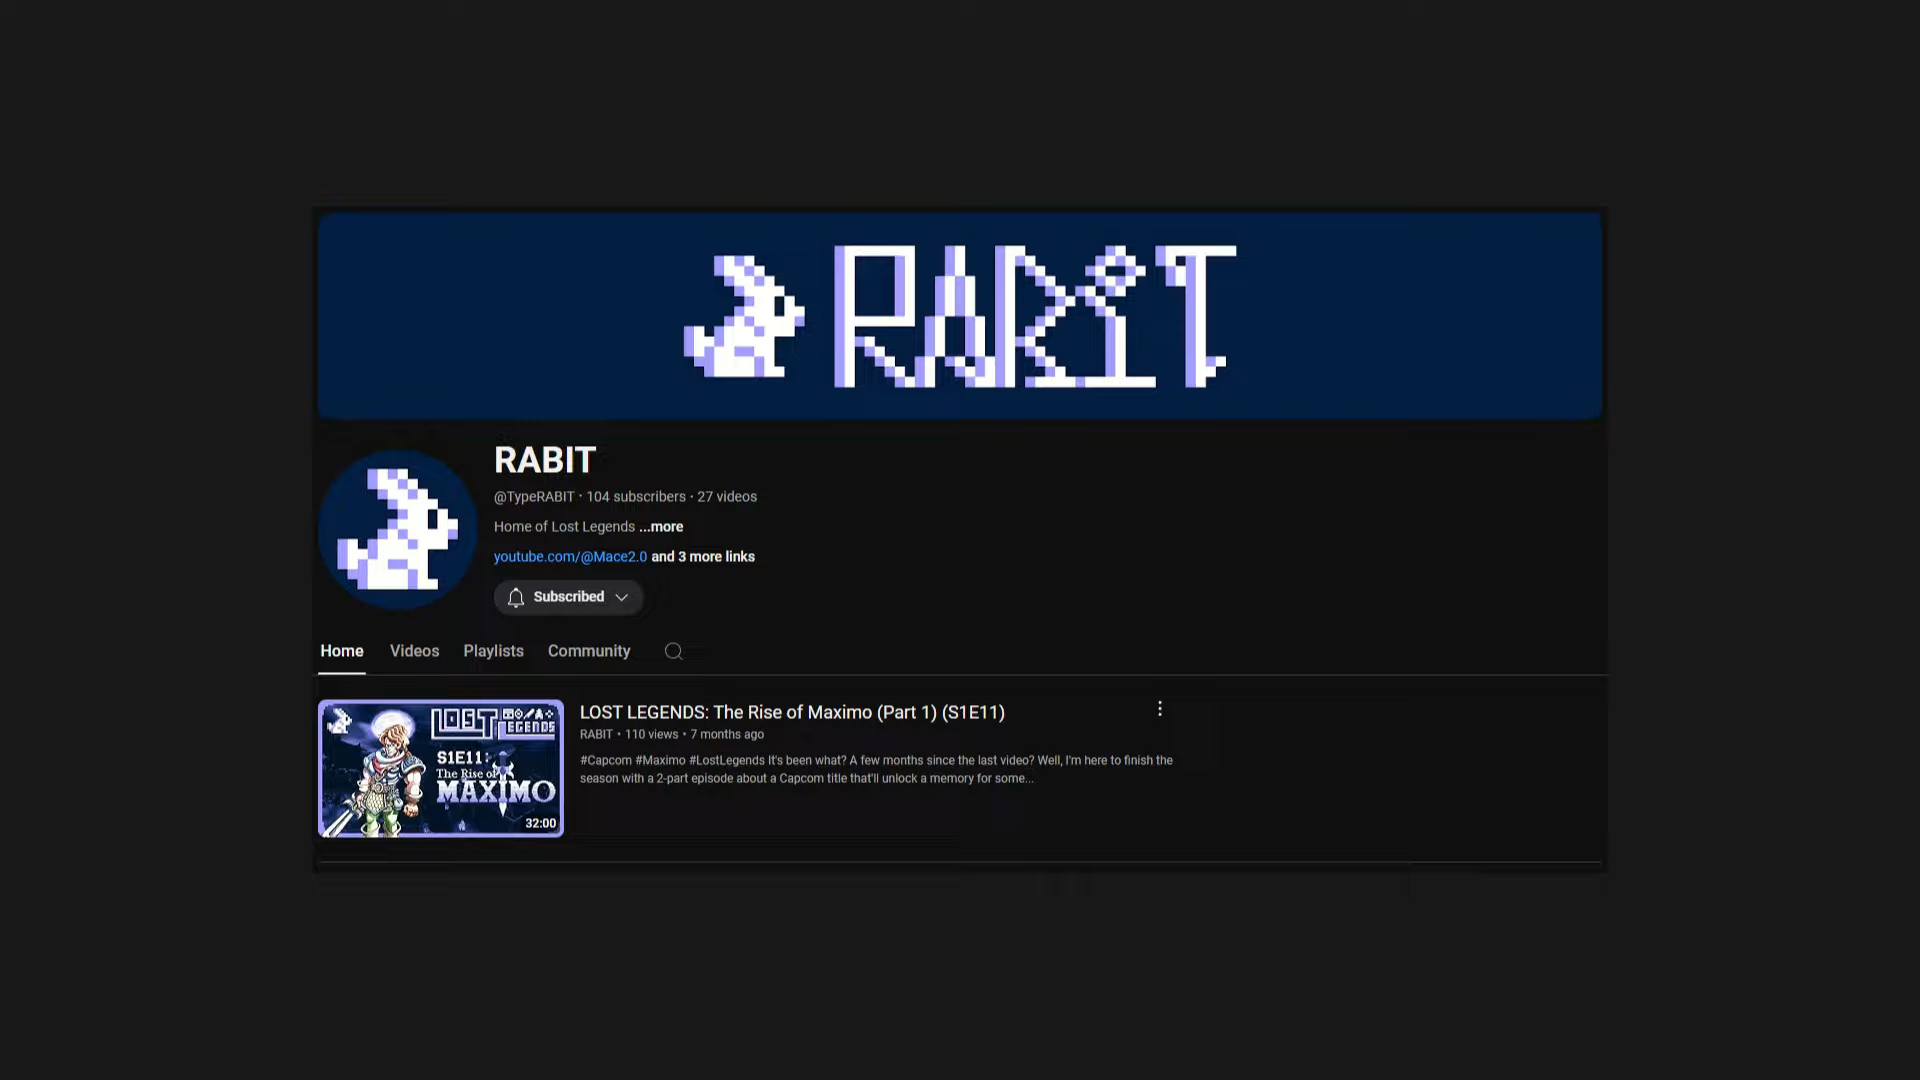 RABIT
RABIT
@TypeRABIT · 104 subscribers · 27 videos
Home of Lost Legends ...more
youtube.com/@Mace2.0 and 3 more links
Subscribed
Home Videos Playlists Community
LOST LEGENDS
S1E11:
The Rise of
MAXIMO
32:00
LOST LEGENDS: The Rise of Maximo (Part 1) (S1E11)
RABIT · 110 views · 7 months ago
#Capcom #Maximo #LostLegends It's been what? A few months since the last video? Well, I'm here to finish the
season with a 2-part episode about a Capcom title that'll unlock a memory for some...